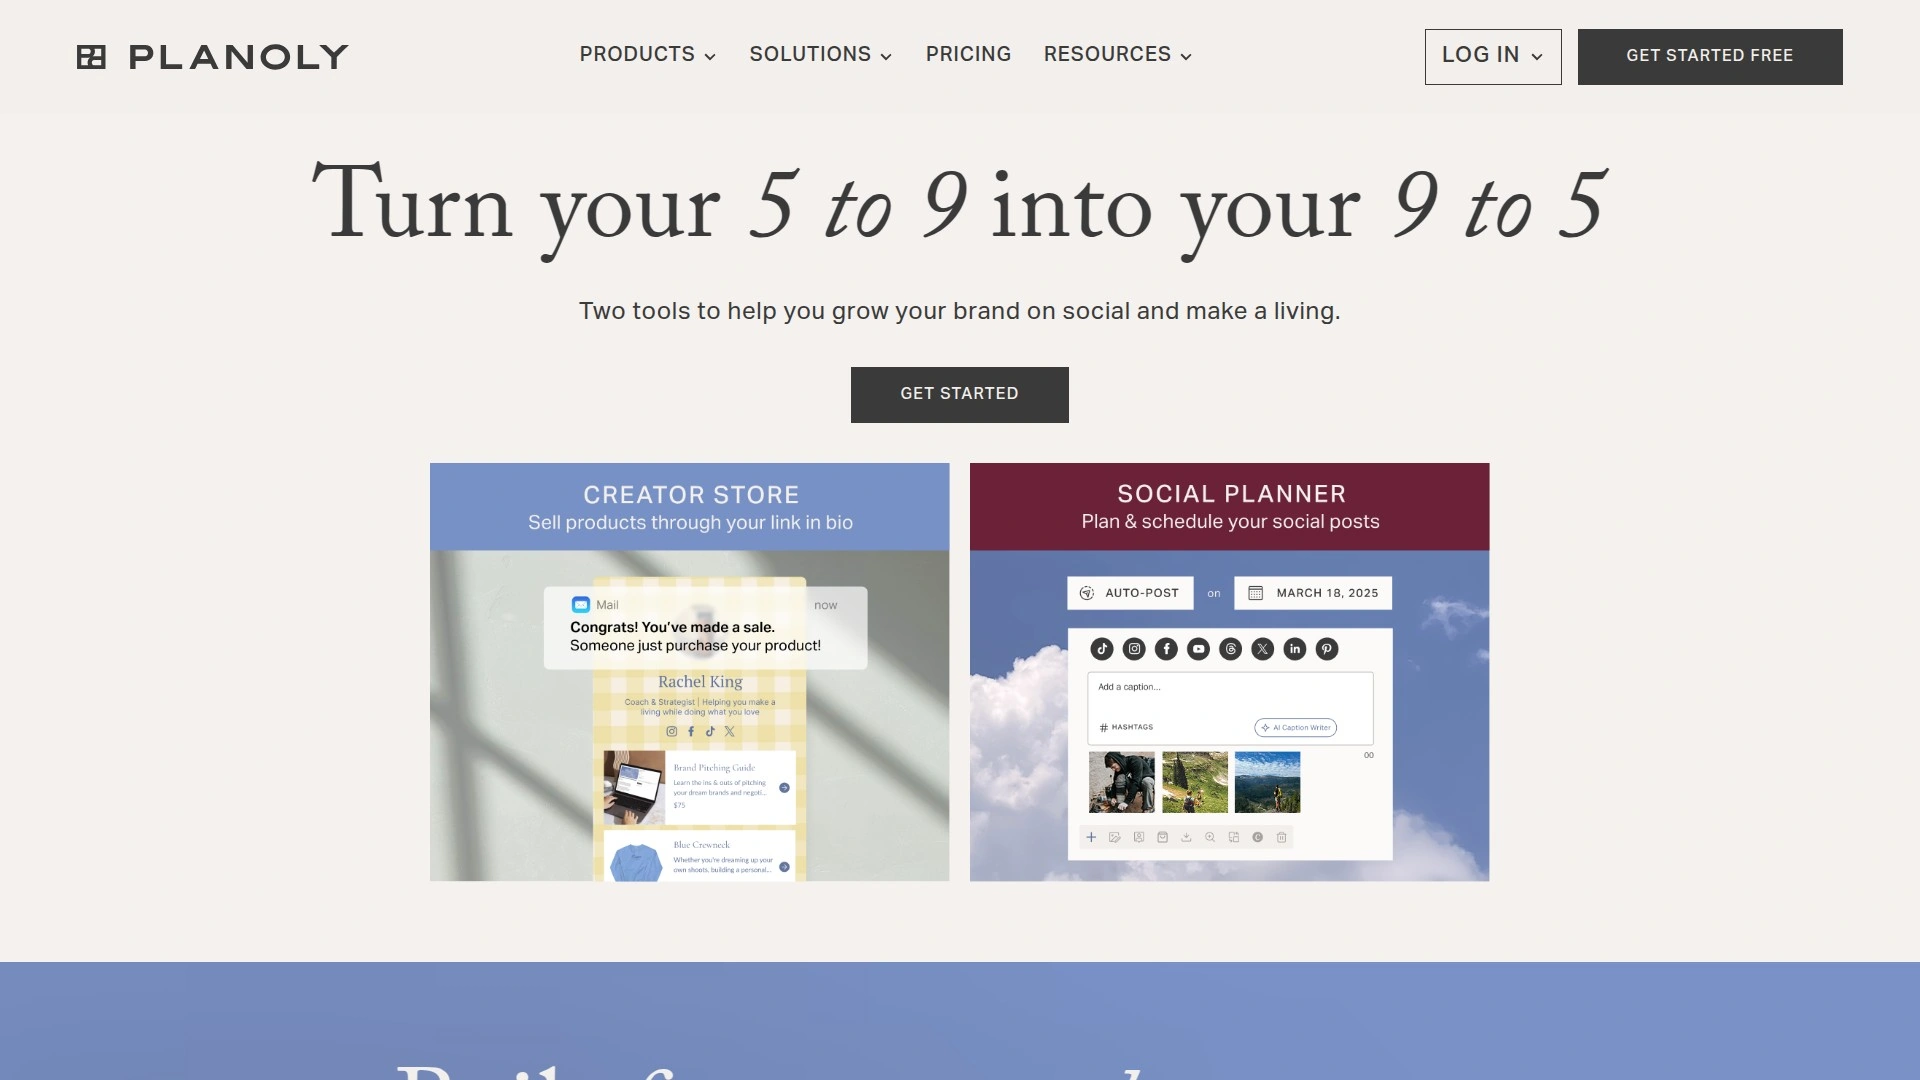 PLANOLY
PRODUCTS
SOLUTIONS
PRICING
RESOURCES
LOG IN
GET STARTED FREE
Turn your 5 to 9 into your 9 to 5
Two tools to help you grow your brand on social and make a living.
GET STARTED
CREATOR STORE
Sell products through your link in bio
Mail
now
Congrats! You've made a sale.
Someone just purchase your product!
Rachel King
Coach & Strategist | Helping you make a
living while doing what you love
Brand Pitching Guide
Learn the ins & outs of pitching
your dream brands and negoti...
$75
Blue Crewneck
Whether you're dreaming up your
own shoots, building a personal...
SOCIAL PLANNER
Plan & schedule your social posts
AUTO-POST
on
MARCH 18, 2025
Add a caption...
# HASHTAGS
AI Caption Writer
00